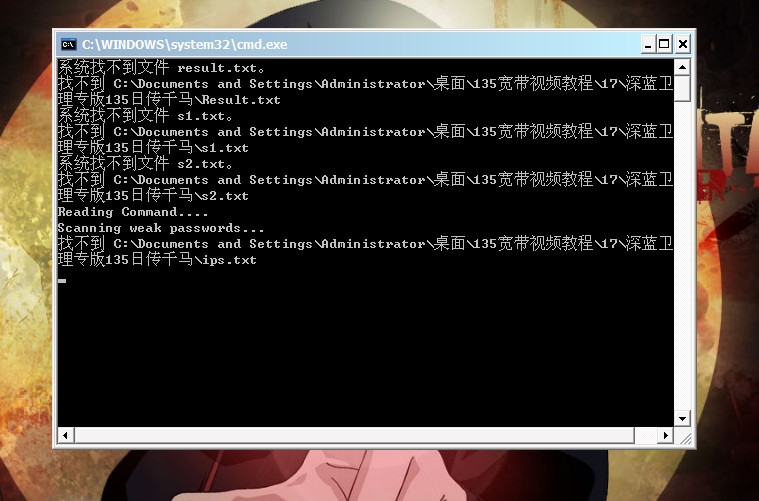 C:\WINDOWS\system32\cmd.exe
系统找不到文件 result.txt。
找不到 C:\Documents and Settings\Administrator\桌面\135宽带视频教程\17\深蓝卫
理专版135日传千马\Result.txt
系统找不到文件 s1.txt。
找不到 C:\Documents and Settings\Administrator\桌面\135宽带视频教程\17\深蓝卫
理专版135日传千马\s1.txt
系统找不到文件 s2.txt。
找不到 C:\Documents and Settings\Administrator\桌面\135宽带视频教程\17\深蓝卫
理专版135日传千马\s2.txt
Reading Command....
Scanning weak passwords...
找不到 C:\Documents and Settings\Administrator\桌面\135宽带视频教程\17\深蓝卫
理专版135日传千马\ips.txt